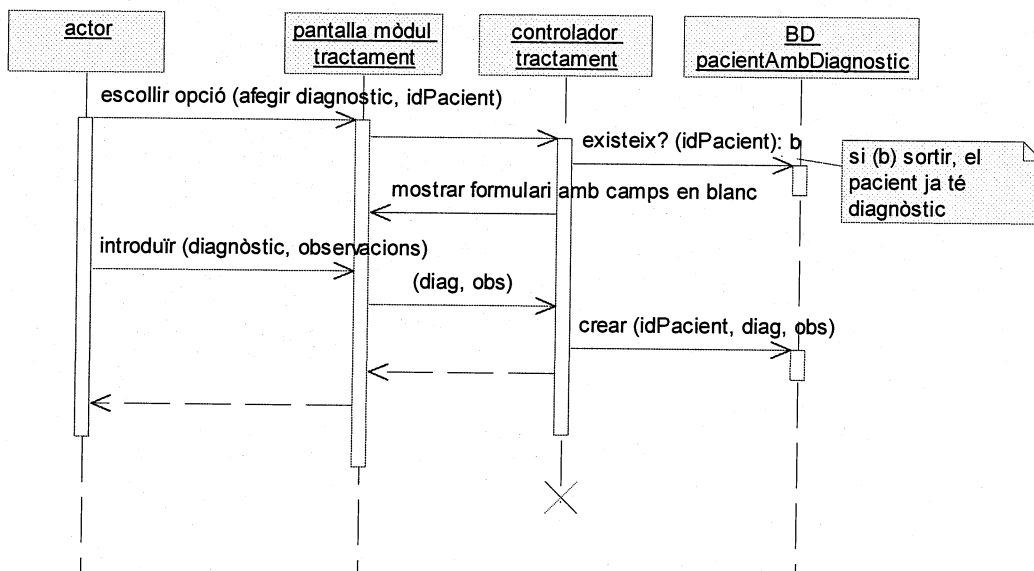 actor
pantalla mòdul
tractament
controlador
tractament
BD
pacientAmbDiagnostic
escollir opció (afegir diagnostic, idPacient)
existeix? (idPacient): b
si (b) sortir, el
pacient ja té
diagnòstic
mostrar formulari amb camps en blanc
introduïr (diagnòstic, observacions)
(diag, obs)
crear (idPacient, diag, obs)